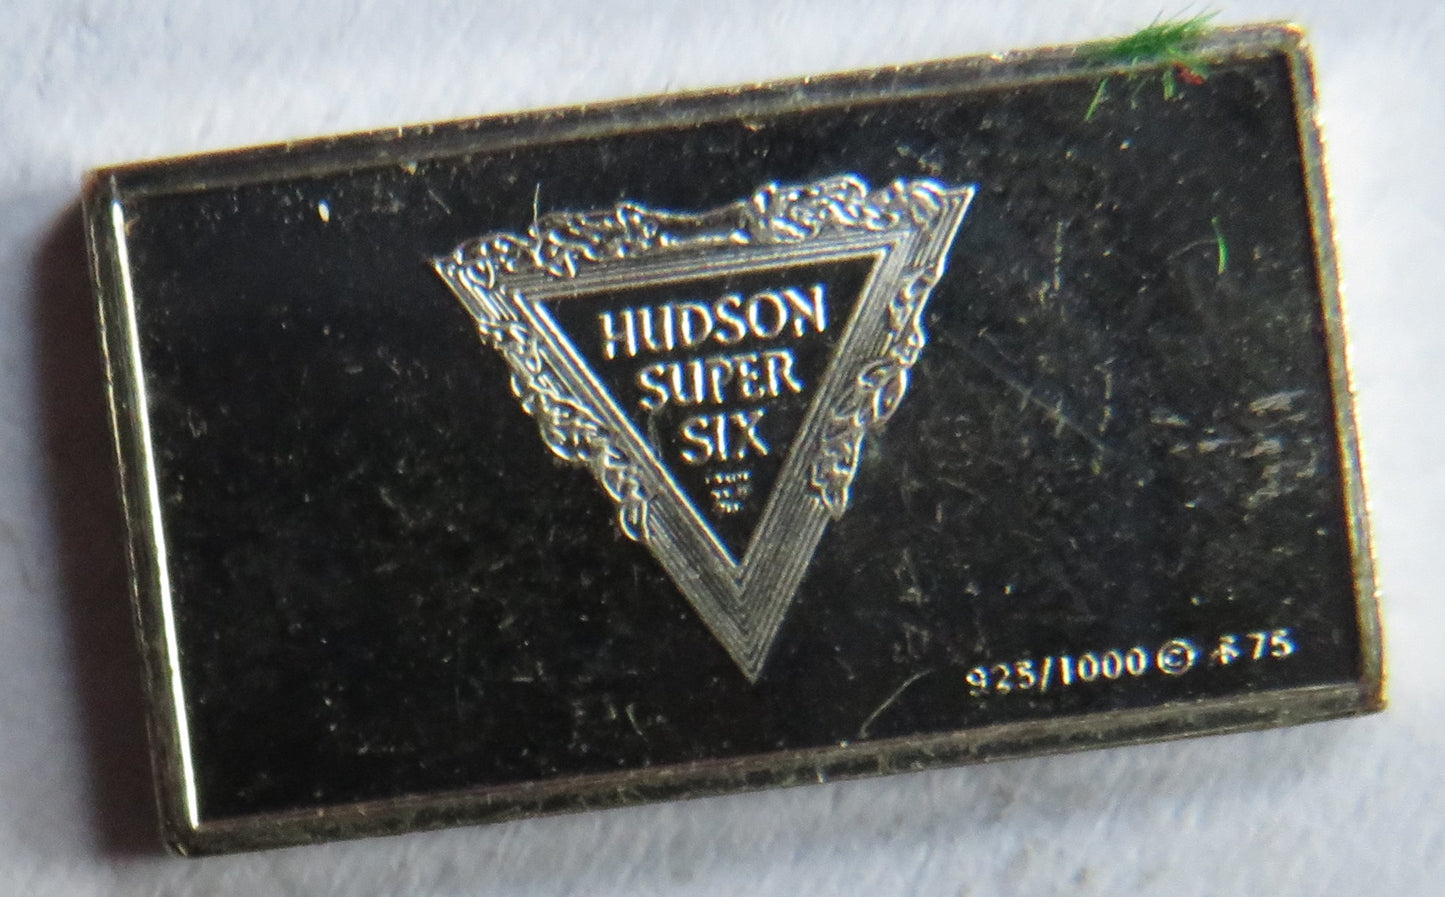 HUDSON
SUPER
SIX
925/1000 © 75